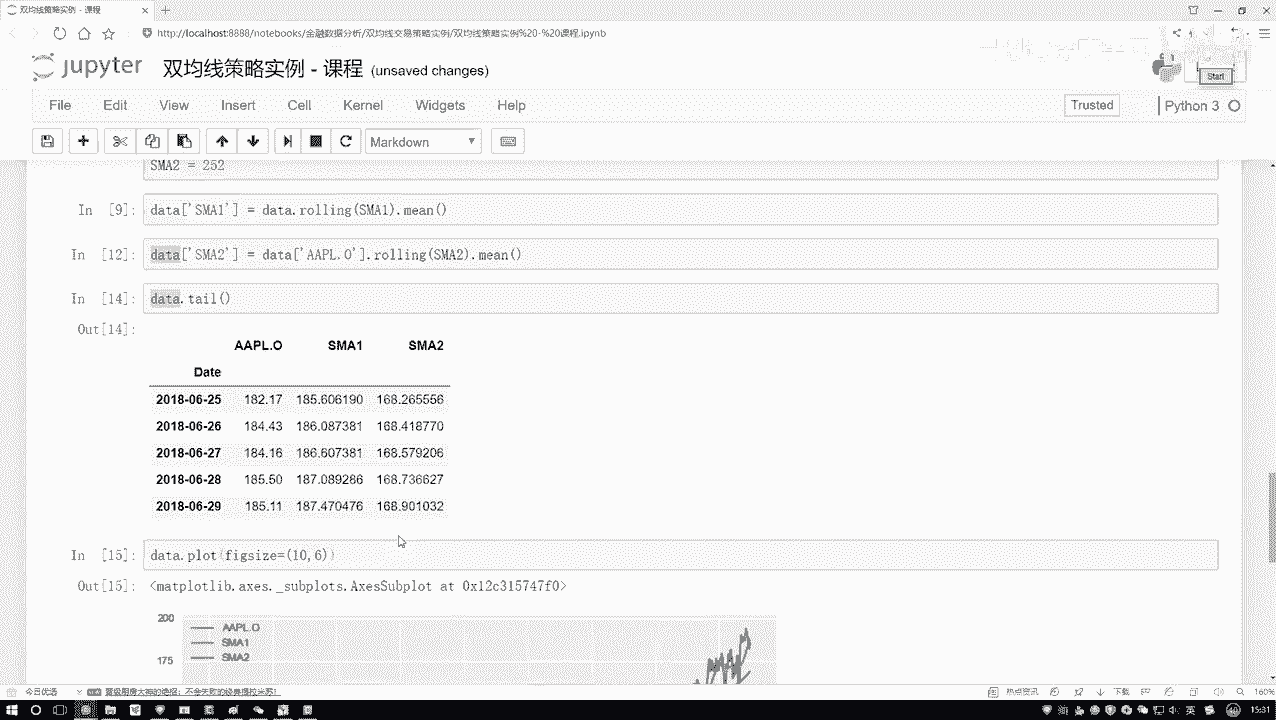 双均线策略实例 - 课程
http://localhost:8888/notebooks/金融数据分析/双均线交易策略实例/双均线策略实例%20-%20课程.ipynb
jupyter 双均线策略实例 - 课程 (unsaved changes)
Start
File Edit View Insert Cell Kernel Widgets Help Trusted Python 3
Markdown
SMA2 = 252
In [9]: data['SMA1'] = data.rolling(SMA1).mean()
In [12]: data['SMA2'] = data['AAPL.O'].rolling(SMA2).mean()
In [14]: data.tail()
Out[14]:
AAPL.O SMA1 SMA2
Date
2018-06-25 182.17 185.606190 168.265556
2018-06-26 184.43 186.087381 168.418770
2018-06-27 184.16 186.607381 168.579206
2018-06-28 185.50 187.089286 168.736627
2018-06-29 185.11 187.470476 168.901032
In [15]: data.plot(figsize=(10,6))
Out[15]: <matplotlib.axes._subplots.AxesSubplot at 0x12c315747f0>
200
AAPL.O
SMA1
175
SMA2
今日优选
热点资讯 下载 160%
英 15:31